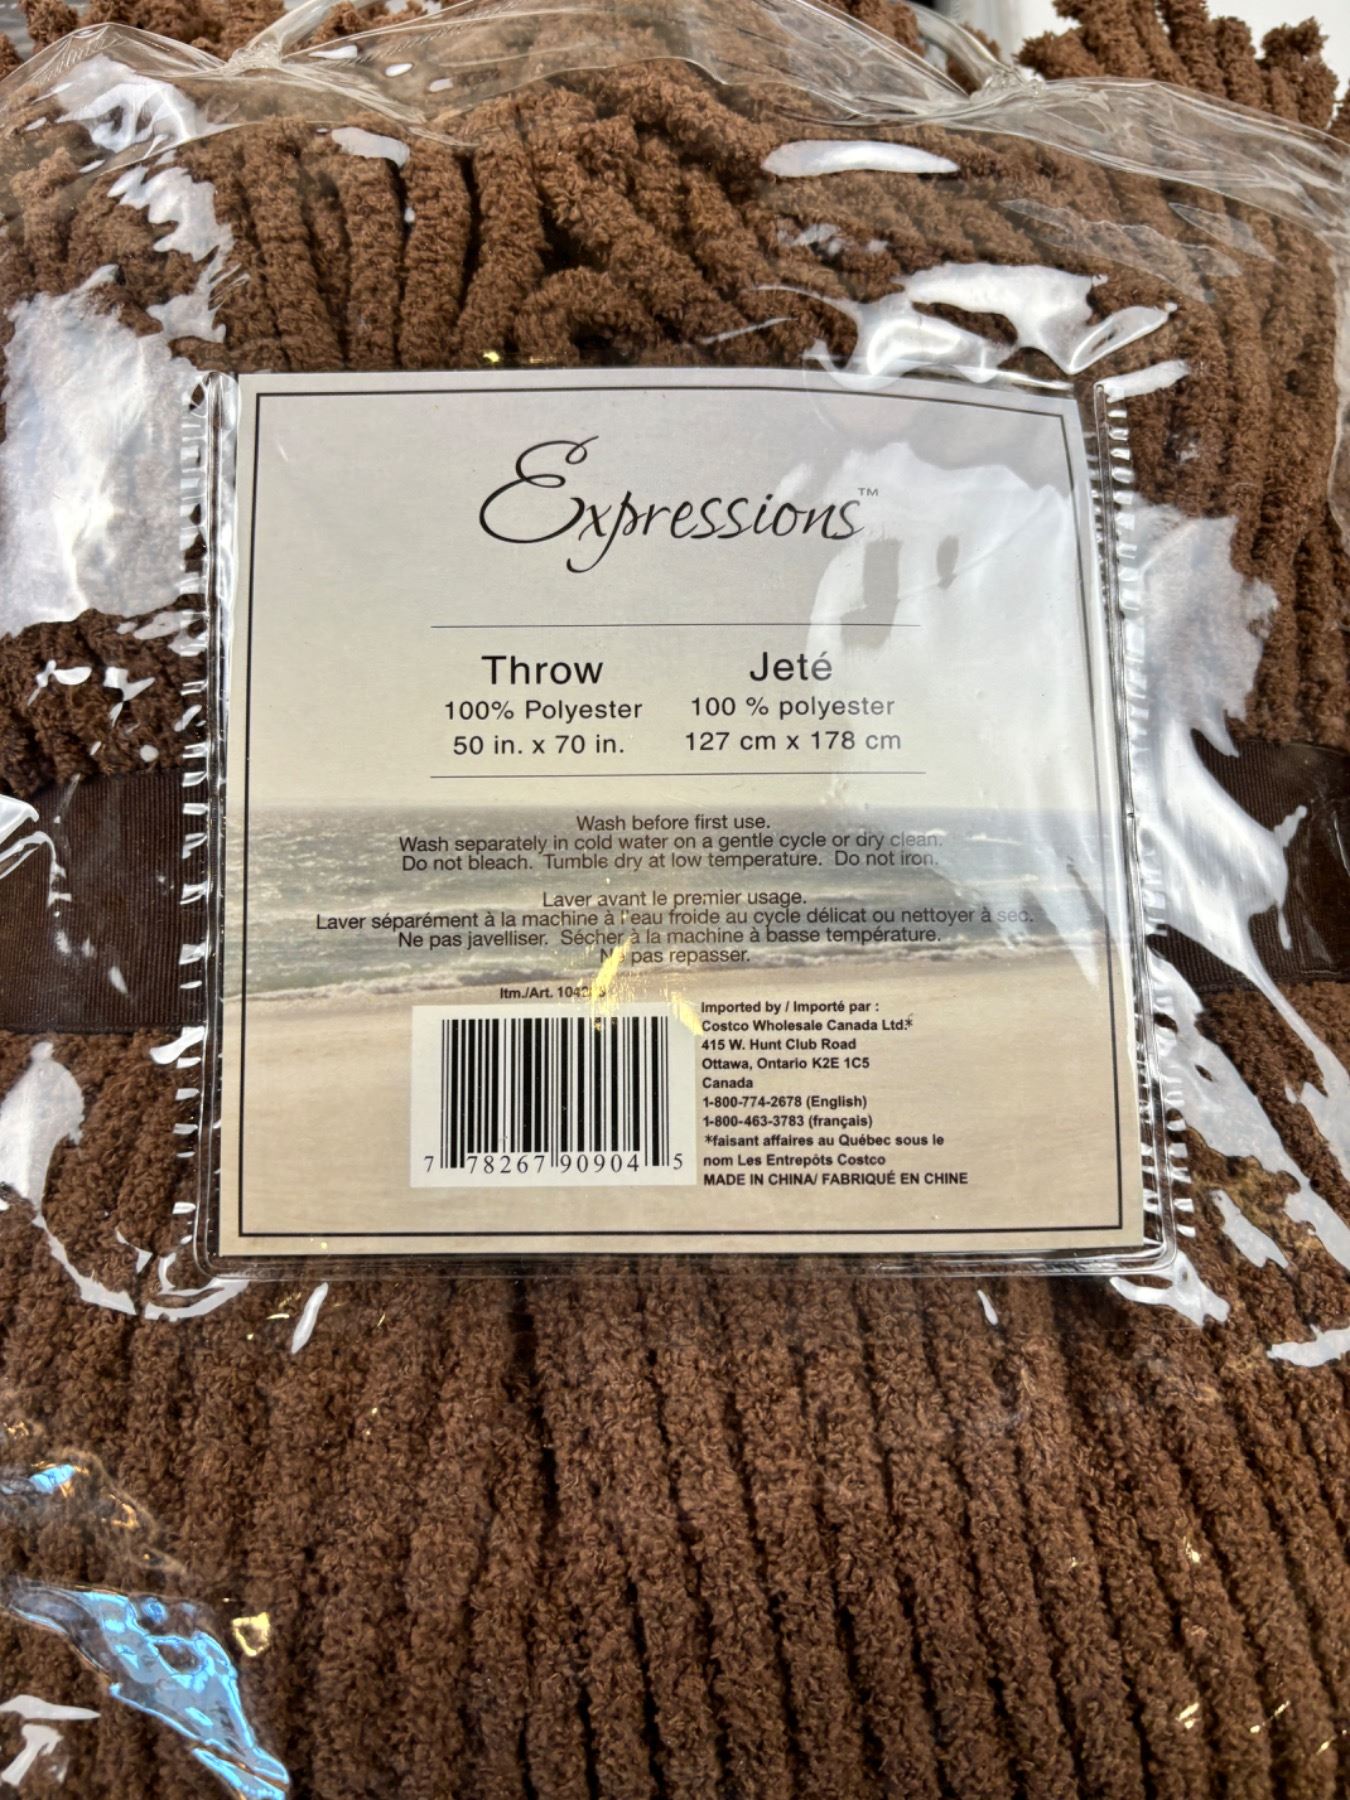 Expressions™
Throw
100% Polyester
50 in. x 70 in.
Jeté
100 % polyester
127 cm x 178 cm
Wash before first use.
Wash separately in cold water on a gentle cycle or dry clean.
Do not bleach. Tumble dry at low temperature. Do not iron.
Laver avant le premier usage.
Laver séparément à la machine à l'eau froide au cycle délicat ou nettoyer à sec.
Ne pas javelliser. Sécher à la machine à basse température.
Ne pas repasser.
Itm./Art.
7 78267 90904 5
Imported by / Importé par :
Costco Wholesale Canada Ltd.*
415 W. Hunt Club Road
Ottawa, Ontario K2E 1C5
Canada
1-800-774-2678 (English)
1-800-463-3783 (français)
*faisant affaires au Québec sous le
nom Les Entrepôts Costco
MADE IN CHINA/ FABRIQUÉ EN CHINE